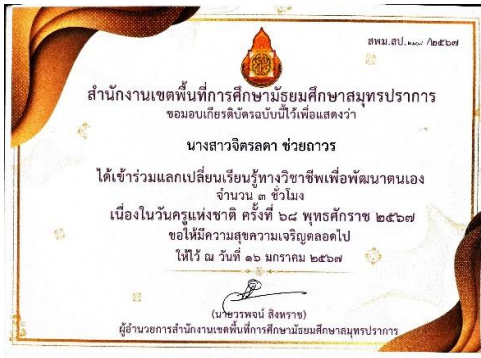 สพม.สป. /๒๕๖๗
สำนักงานเขตพื้นที่การศึกษามัธยมศึกษาสมุทรปราการ
ขอมอบเกียรติบัตรฉบับนี้ไว้เพื่อแสดงว่า
นางสาวจิตรลดา ช่วยถาวร
ได้เข้าร่วมแลกเปลี่ยนเรียนรู้ทางวิชาชีพเพื่อพัฒนาตนเอง
จำนวน ๓ ชั่วโมง
เนื่องในวันครูแห่งชาติ ครั้งที่ ๖๘ พุทธศักราช ๒๕๖๗
ขอให้มีความสุขความเจริญตลอดไป
ให้ไว้ ณ วันที่ ๑๖ มกราคม ๒๕๖๗
(นายวรพจน์ สิงหราช)
ผู้อำนวยการสำนักงานเขตพื้นที่การศึกษามัธยมศึกษาสมุทรปราการ